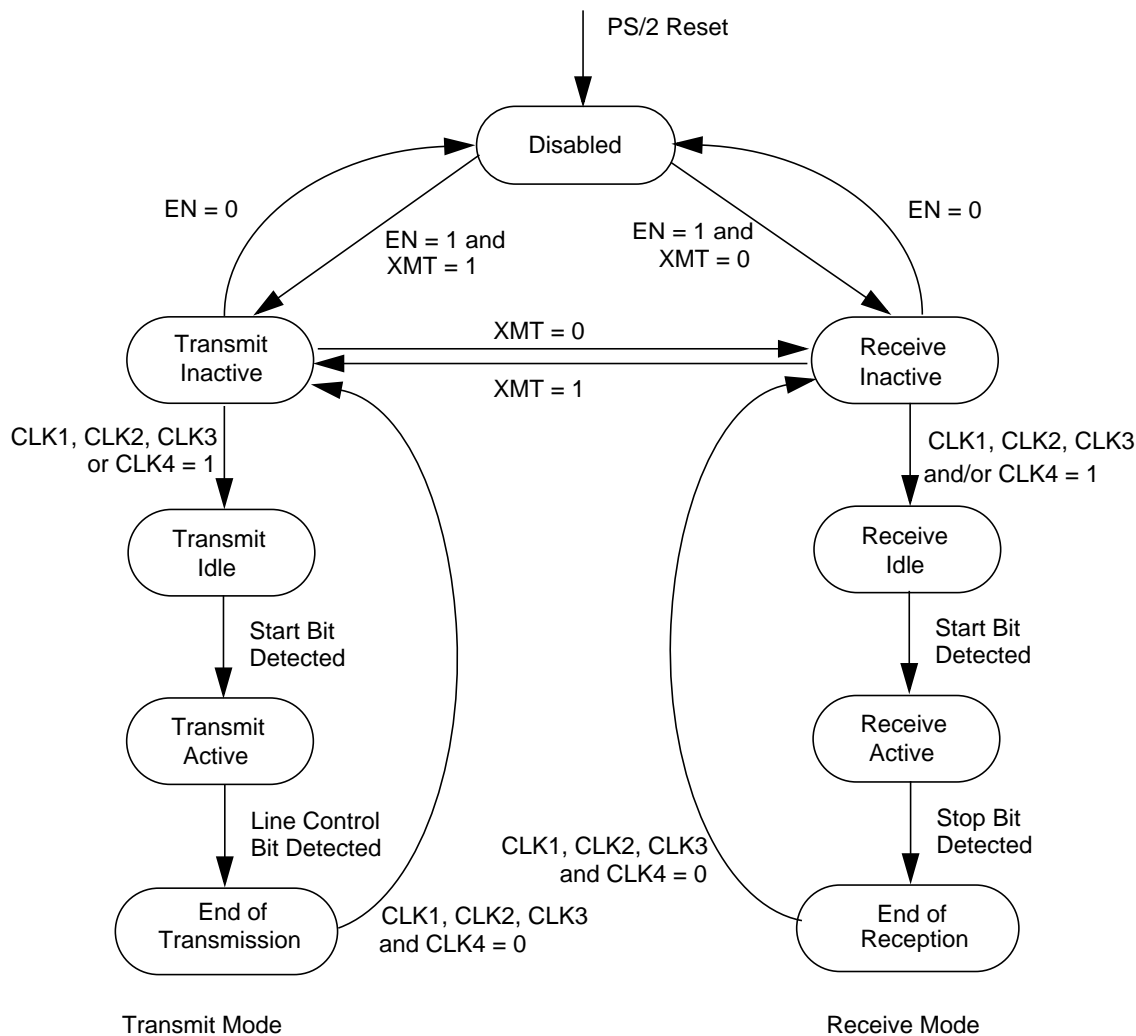 PS/2 Reset
Disabled
EN = 0
EN = 1 and
XMT = 1
EN = 1 and
XMT = 0
EN = 0
Transmit
Inactive
XMT = 0
XMT = 1
Receive
Inactive
CLK1, CLK2, CLK3
or CLK4 = 1
CLK1, CLK2, CLK3
and/or CLK4 = 1
Transmit
Idle
Receive
Idle
Start Bit
Detected
Start Bit
Detected
Transmit
Active
Receive
Active
Line Control
Bit Detected
Stop Bit
Detected
CLK1, CLK2, CLK3
and CLK4 = 0
End of
Transmission
CLK1, CLK2, CLK3
and CLK4 = 0
End of
Reception
Transmit Mode
Receive Mode